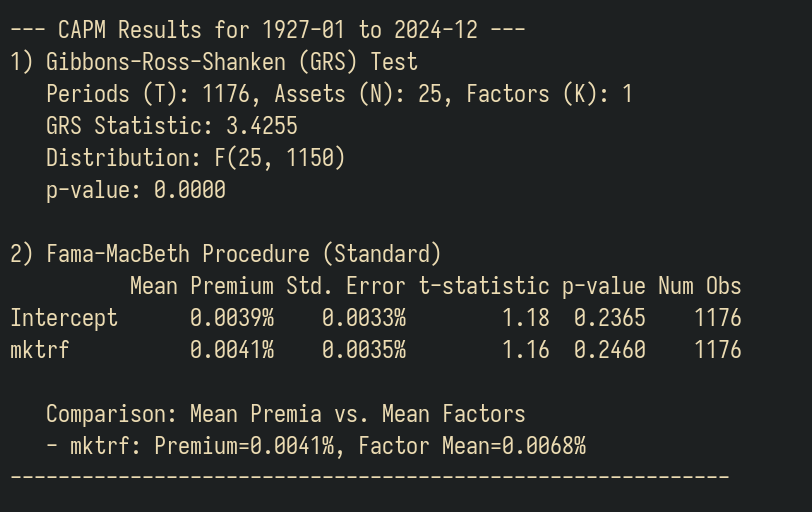 --- CAPM Results for 1927-01 to 2024-12 ---
1) Gibbons-Ross-Shanken (GRS) Test
   Periods (T): 1176, Assets (N): 25, Factors (K): 1
   GRS Statistic: 3.4255
   Distribution: F(25, 1150)
   p-value: 0.0000

2) Fama-MacBeth Procedure (Standard)
          Mean Premium Std. Error t-statistic p-value Num Obs
Intercept      0.0039%    0.0033%        1.18  0.2365    1176
mktrf          0.0041%    0.0035%        1.16  0.2460    1176

   Comparison: Mean Premia vs. Mean Factors
   - mktrf: Premium=0.0041%, Factor Mean=0.0068%
------------------------------------------------------------